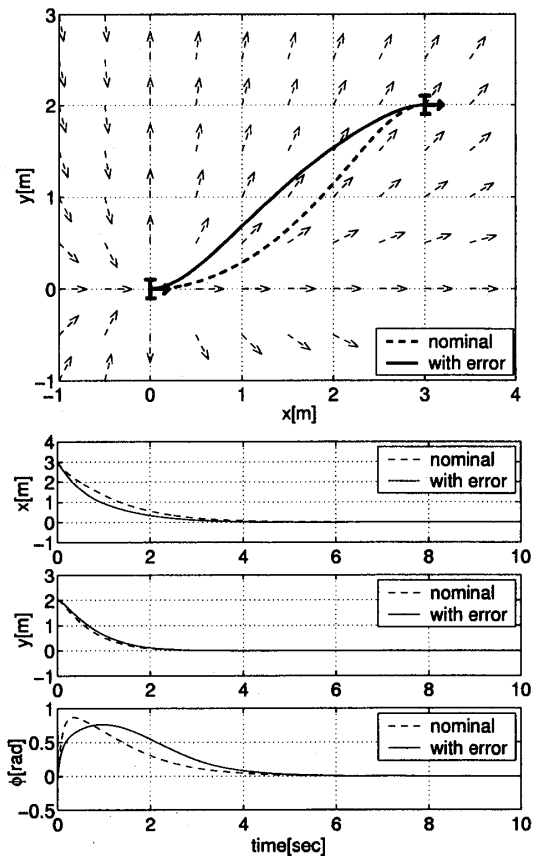 3
2
y[m]
1
0
-1
-1 0 1 2 3 4
x[m]
nominal
with error
4
3
2
1
0
-1
x[m]
0 2 4 6 8 10
nominal
with error
3
2
1
0
-1
y[m]
0 2 4 6 8 10
nominal
with error
1
0.5
0
-0.5
ϕ[rad]
0 2 4 6 8 10
time[sec]
nominal
with error